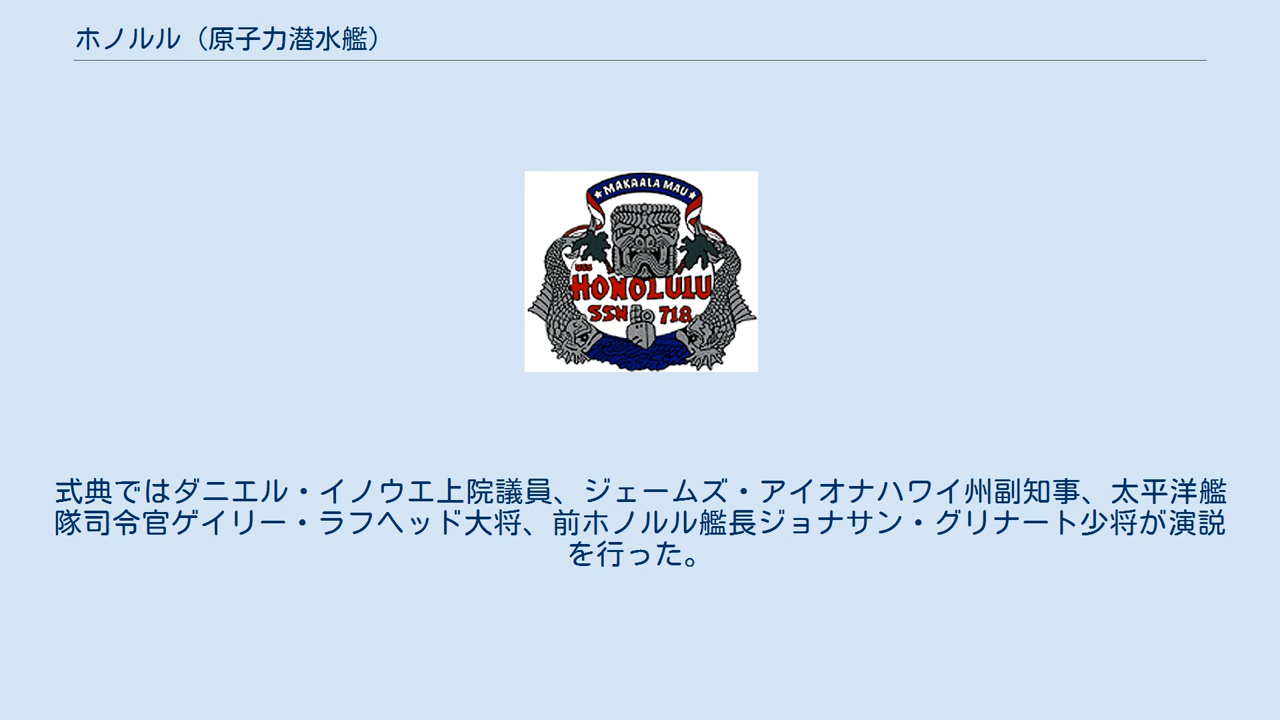 ホノルル（原子力潜水艦）
★MAKAALA MAU★
USS
HONOLULU
SSN 718
式典ではダニエル・イノウエ上院議員、ジェームズ・アイオナハワイ州副知事、太平洋艦
隊司令官ゲイリー・ラフヘッド大将、前ホノルル艦長ジョナサン・グリナート少将が演説
を行った。